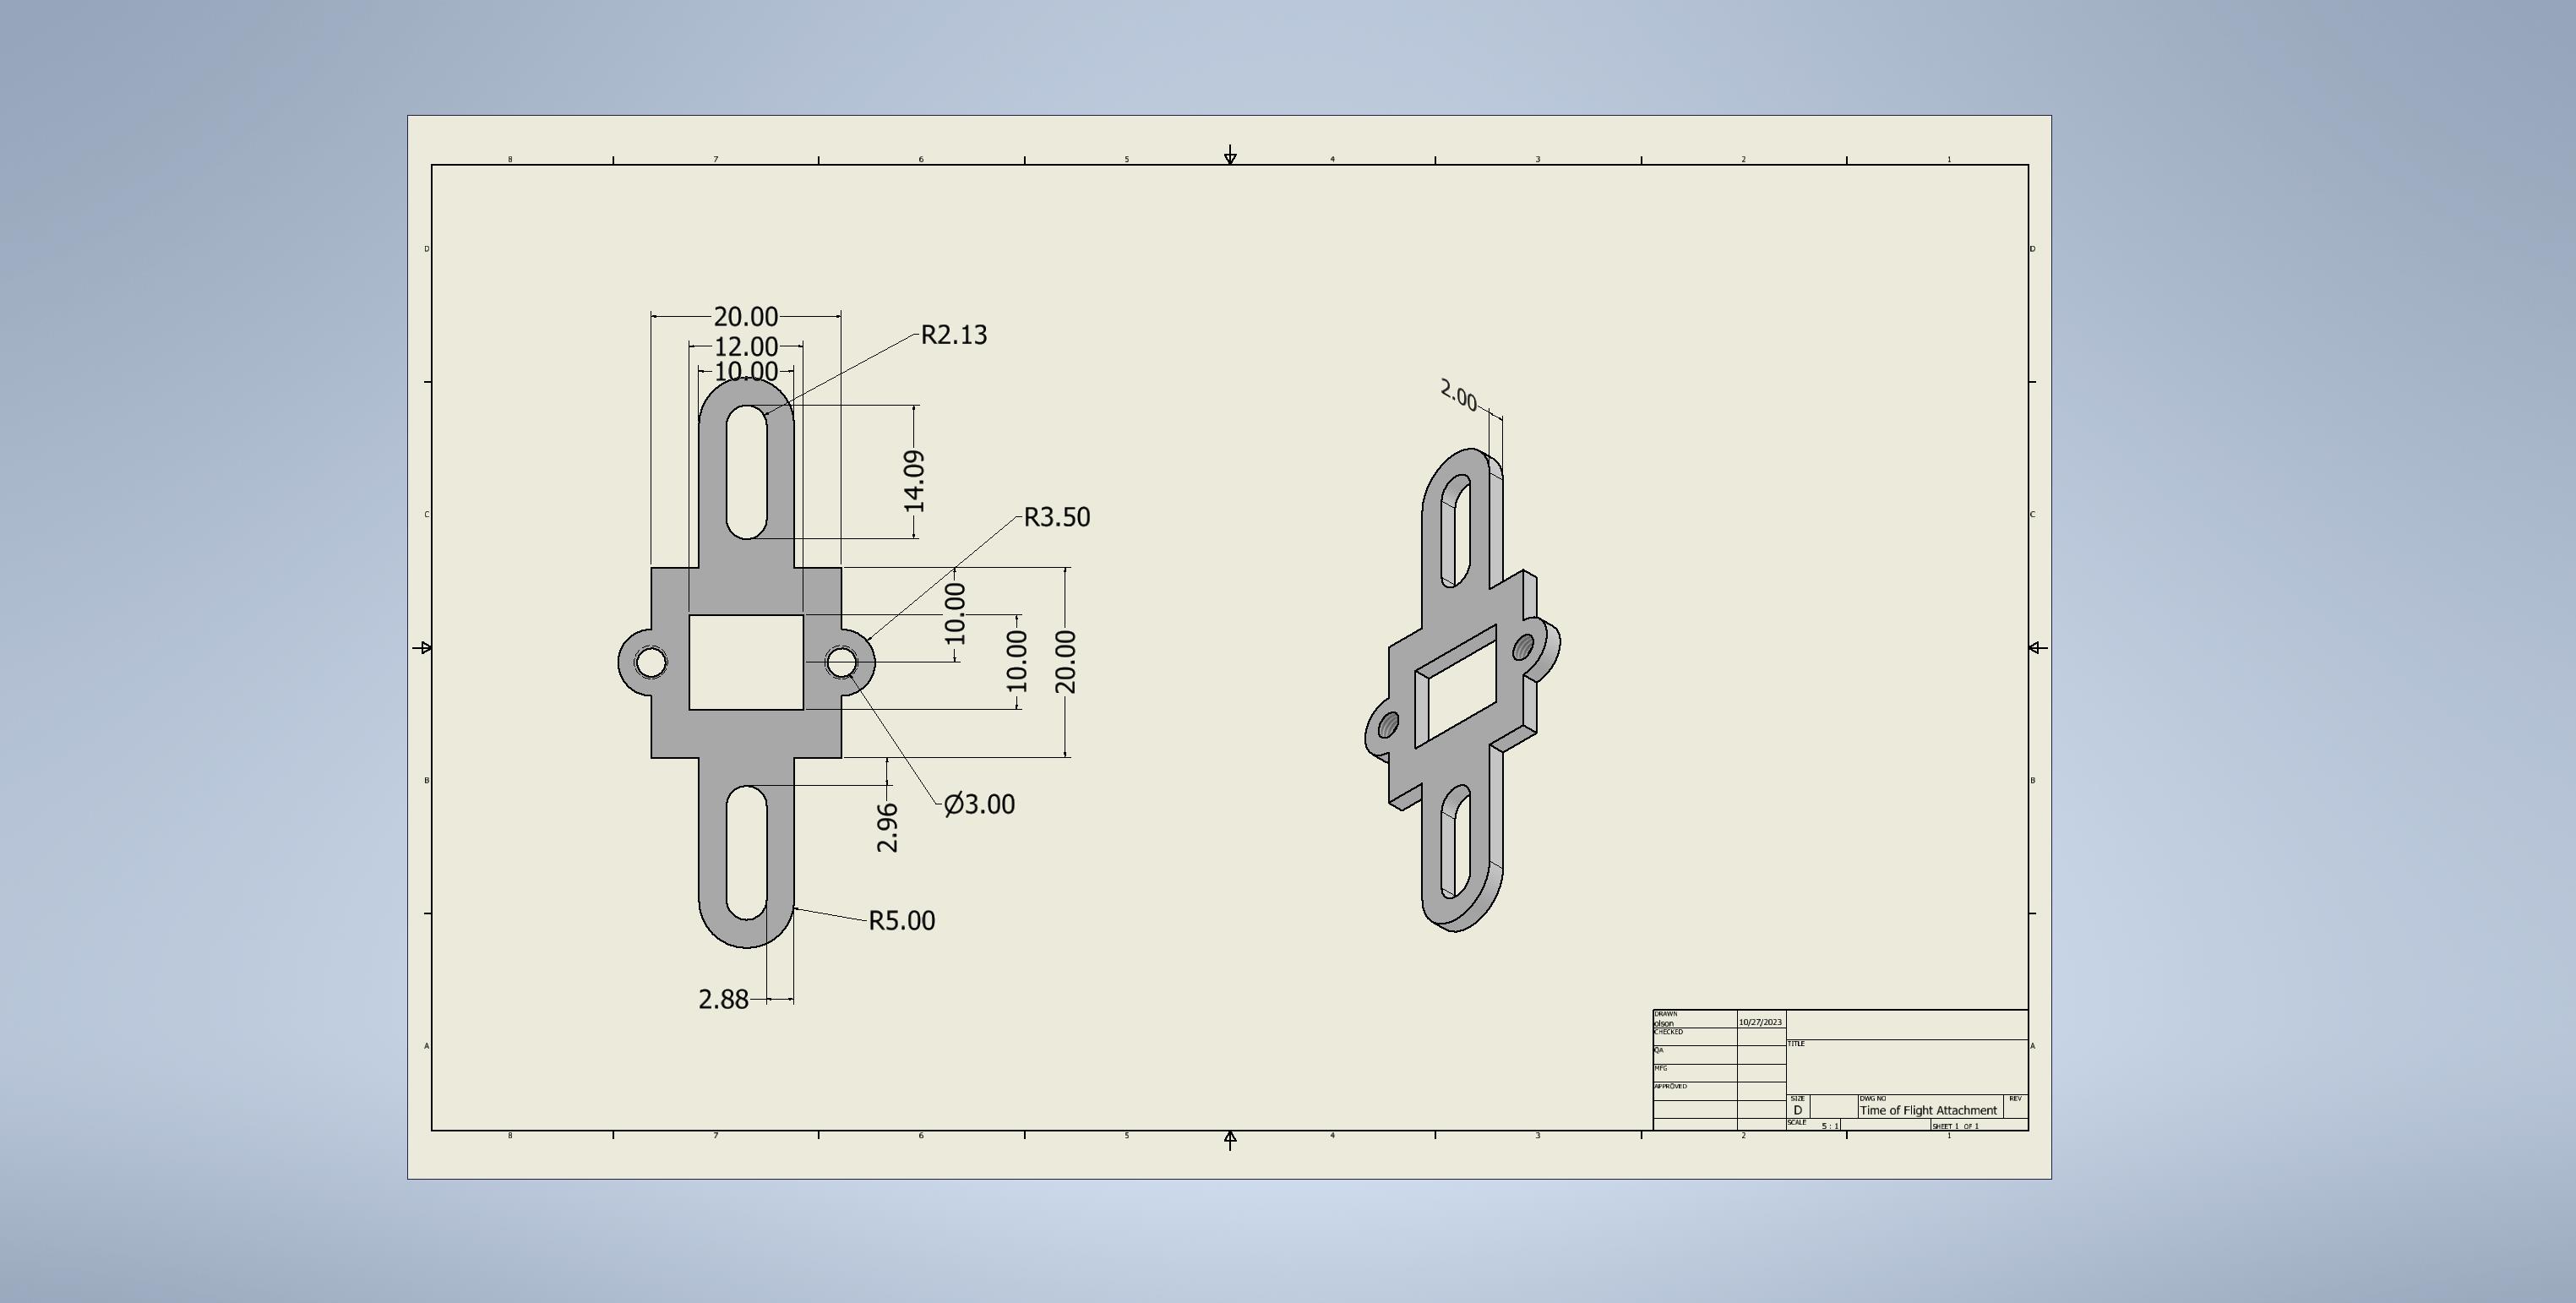 8 7 6 5 4 3 2 1
D D
20.00
R2.13
12.00
10.00
2.00
14.09
C C
R3.50
10.00
10.00
20.00
B B
Ø3.00
2.96
R5.00
2.88
DRAWN
olson 10/27/2023
CHECKED
QA
TITLE
A A
MFG
APPROVED
SIZE DWG NO REV
D Time of Flight Attachment
SCALE 5 : 1 SHEET 1 OF 1
8 7 6 5 4 3 2 1